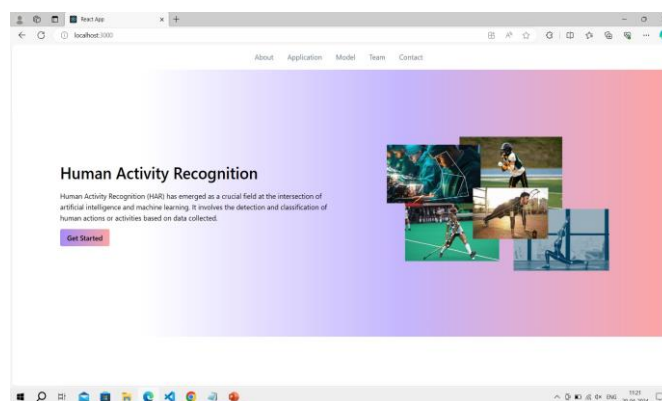 React App
localhost:3000
About Application Model Team Contact
Human Activity Recognition
Human Activity Recognition (HAR) has emerged as a crucial field at the intersection of
artificial intelligence and machine learning. It involves the detection and classification of
human actions or activities based on data collected.
Get Started
ENG
11:21